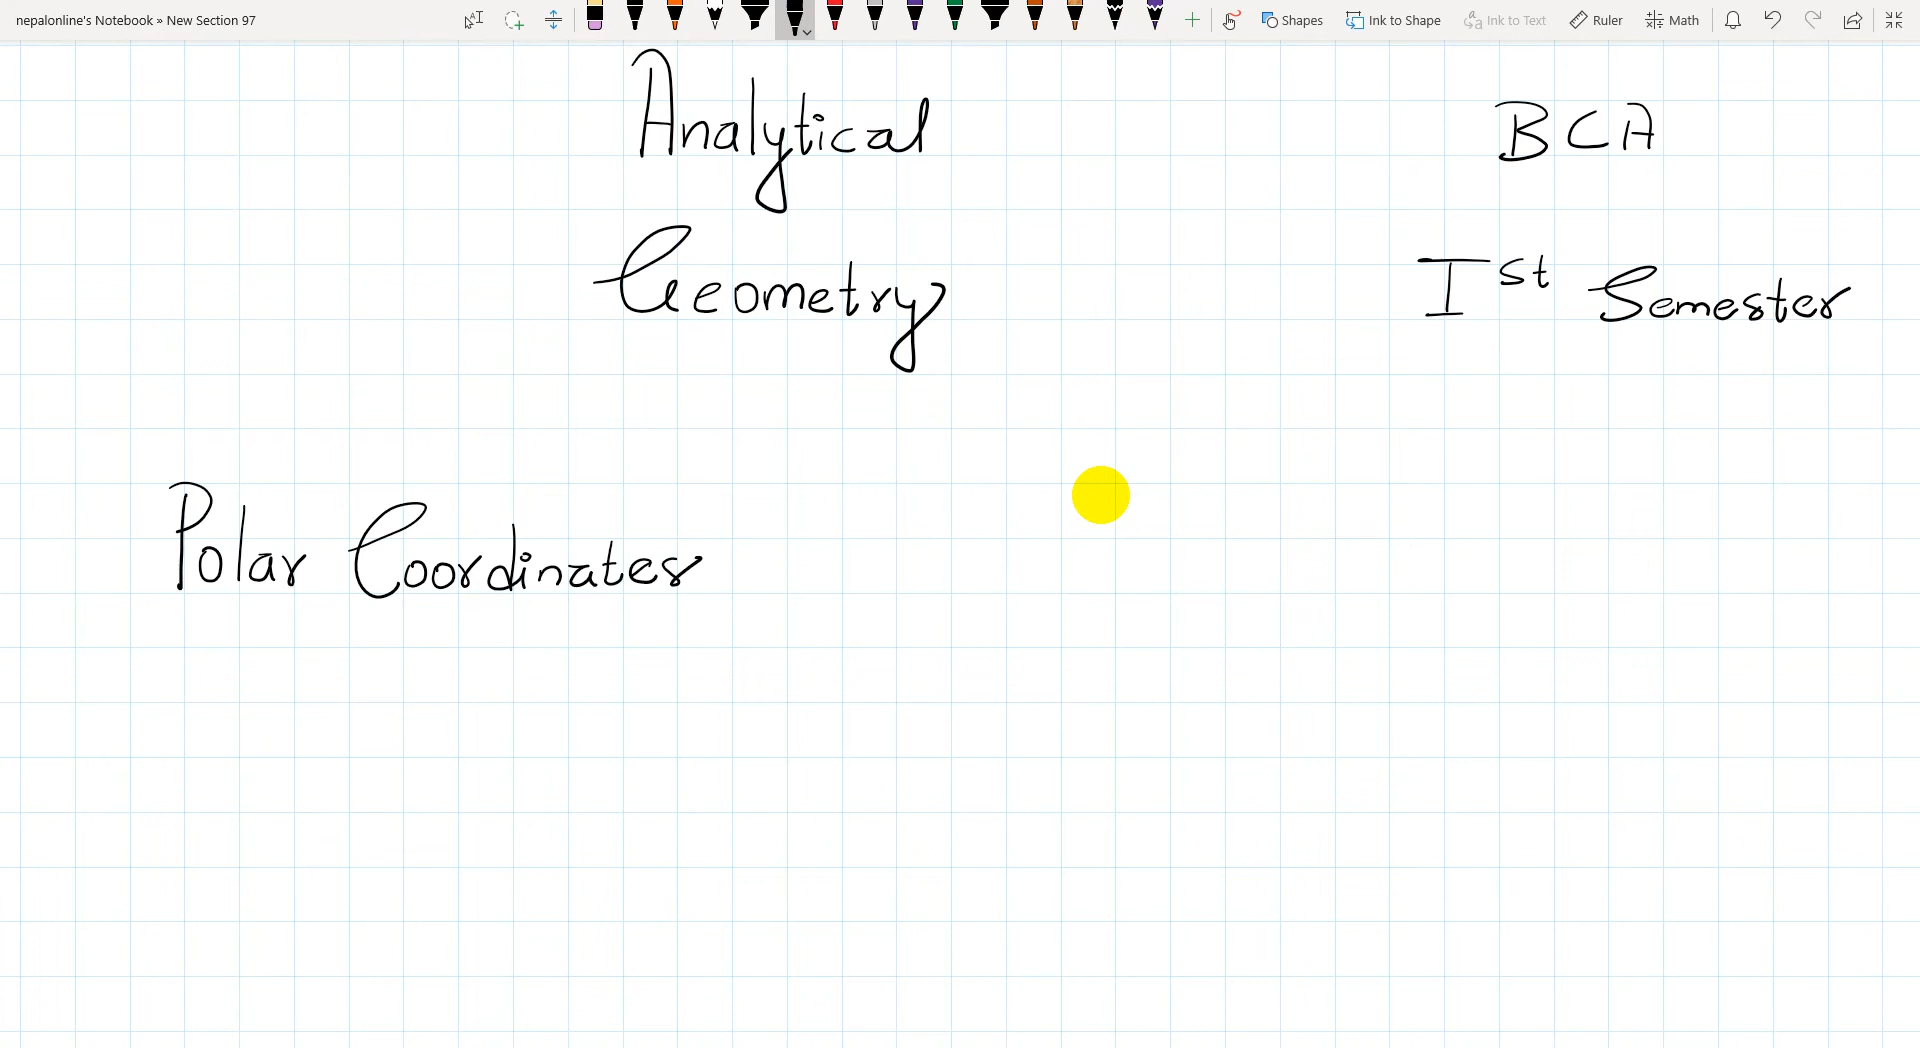 nepalonline's Notebook » New Section 97
Shapes Ink to Shape Ink to Text Ruler Math
Analytical
Geometry
BCA
Ist Semester
Polar Coordinates